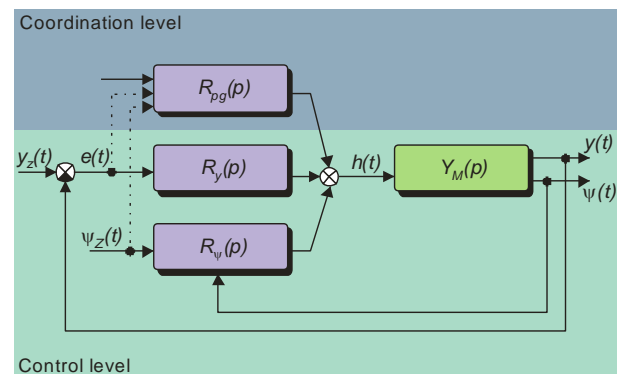 Coordination level
R_pg(p)
y_z(t) e(t) R_y(p) h(t) Y_M(p) y(t)
ψ(t)
ψ_Z(t) R_ψ(p)
Control level